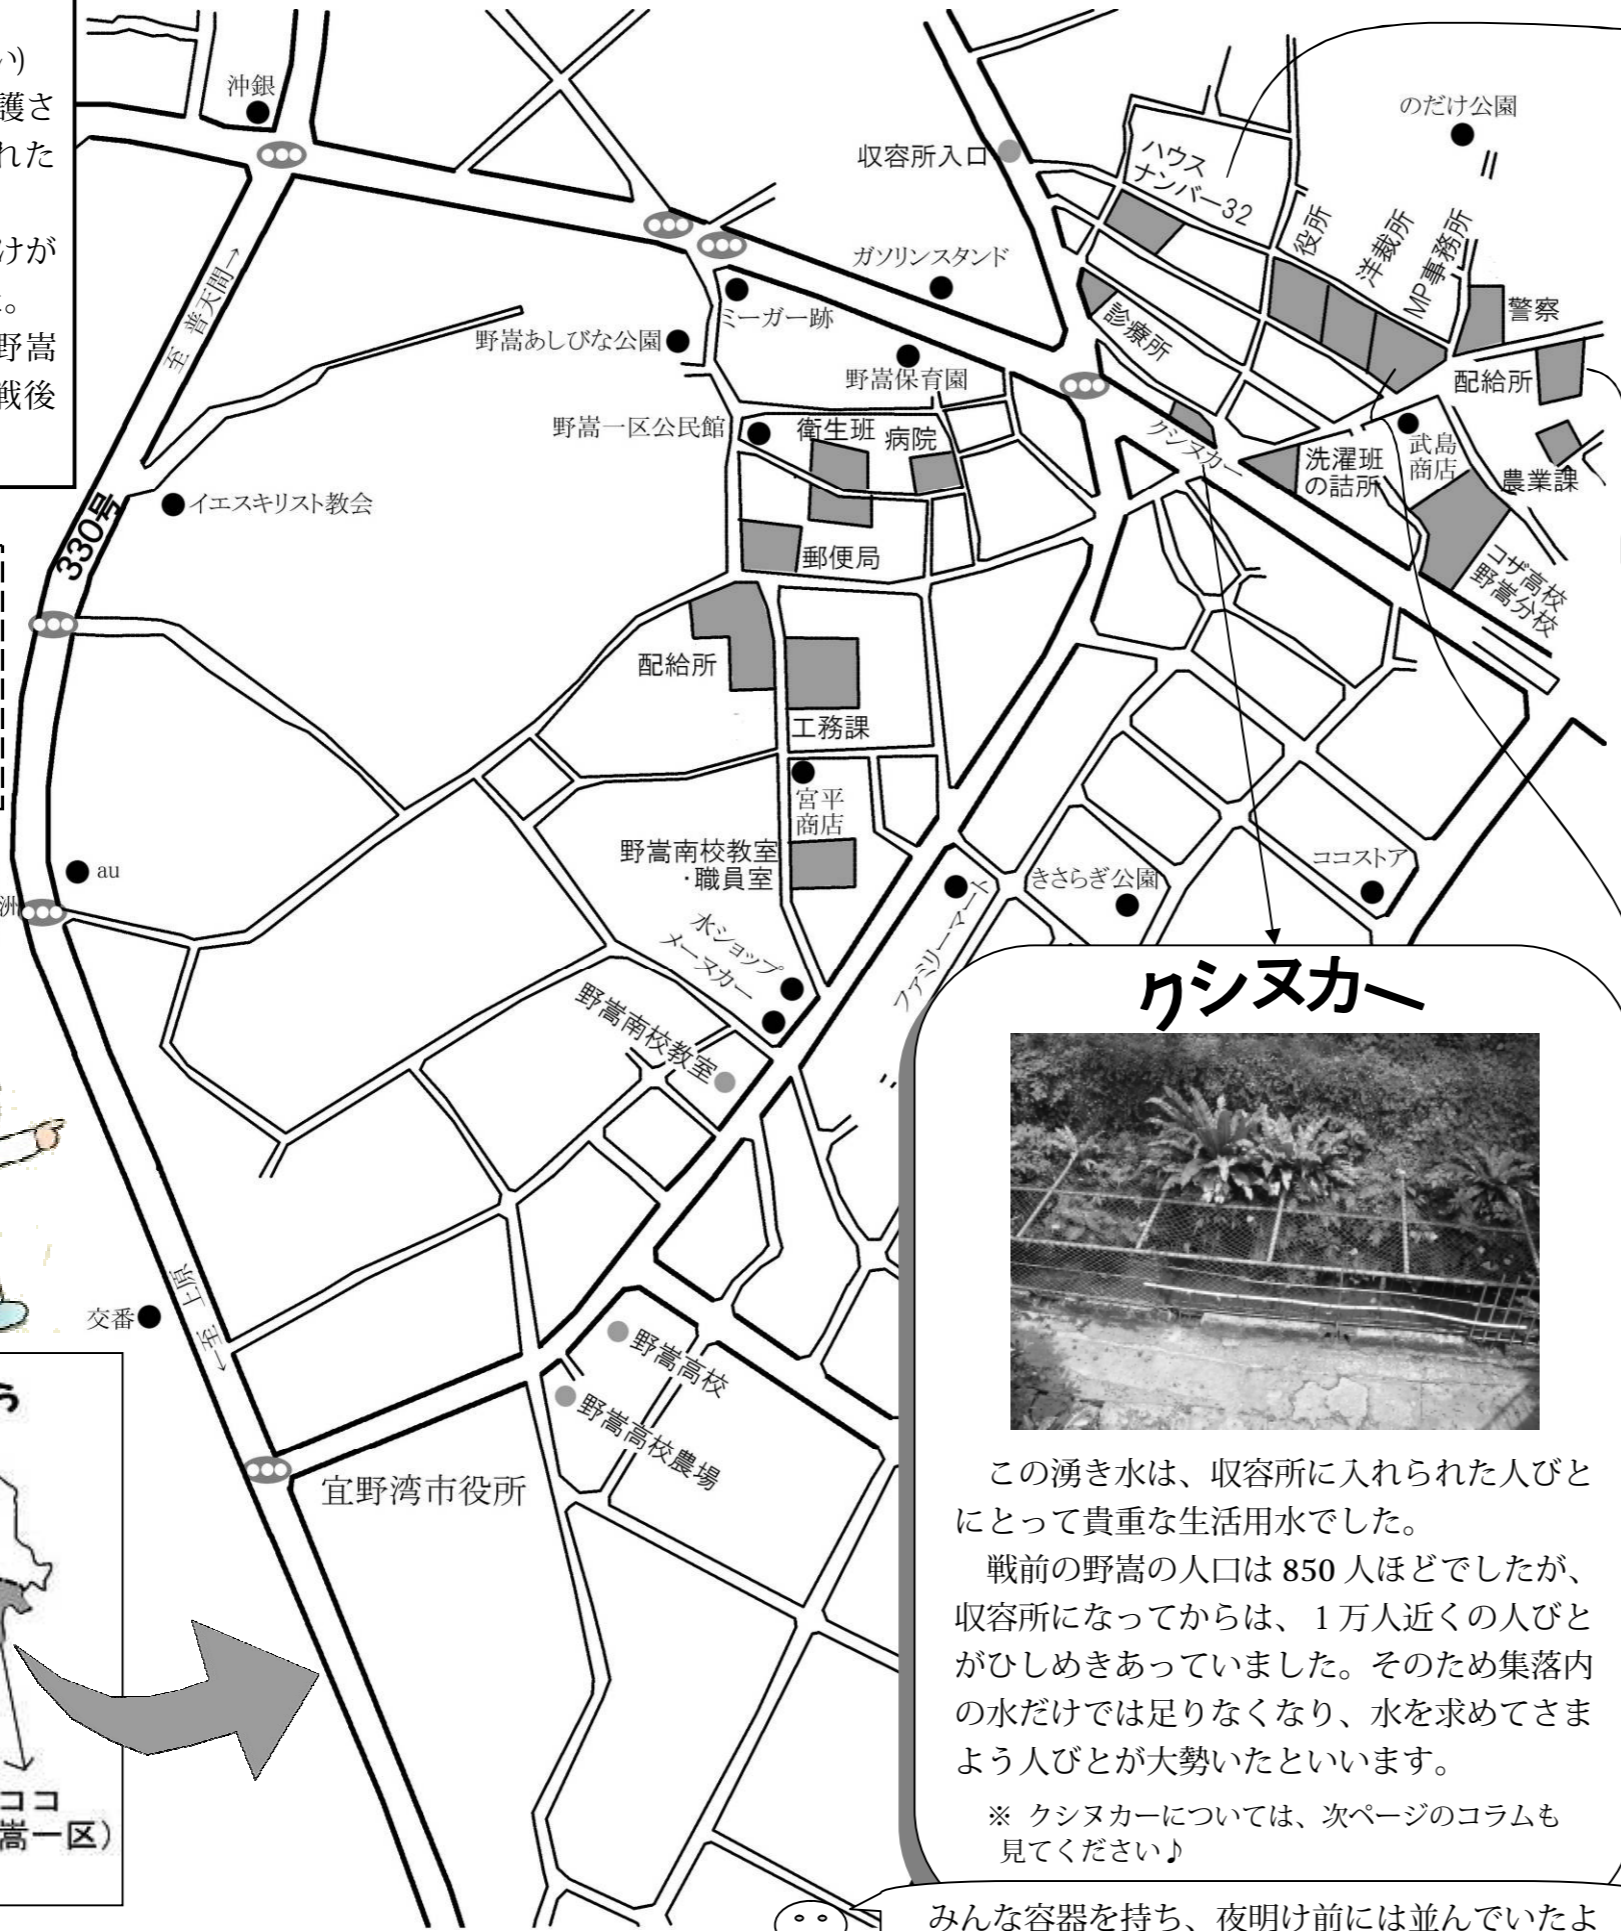 い)
護さ
れた
けが
。
野嵩
戦後
沖銀
収容所入口
ハウス
ナンバー32
のだけ公園
役所
洋裁所
MP事務所
警察
配給所
至 普天間→
ガソリンスタンド
ミーガー跡
診療所
野嵩あしびな公園
野嵩保育園
野嵩一区公民館
衛生班
病院
クシヌカー
洗濯班
の詰所
武島
商店
農業課
イエスキリスト教会
330号
郵便局
コザ高校
野嵩分校
配給所
工務課
宮平
商店
野嵩南校教室
・職員室
au
洲
きさらぎ公園
ココストア
ファミリーマート
水ショップ
メーヌカー
野嵩南校教室
交番
←至 上原
野嵩高校
野嵩高校農場
宜野湾市役所
ら
ココ
嵩一区)
クシヌカー
この湧き水は、収容所に入れられた人びと
にとって貴重な生活用水でした。
戦前の野嵩の人口は 850 人ほどでしたが、
収容所になってからは、1 万人近くの人びと
がひしめきあっていました。そのため集落内
の水だけでは足りなくなり、水を求めてさま
よう人びとが大勢いたといいます。
※ クシヌカーについては、次ページのコラムも
見てください♪
みんな容器を持ち、夜明け前には並んでいたよ